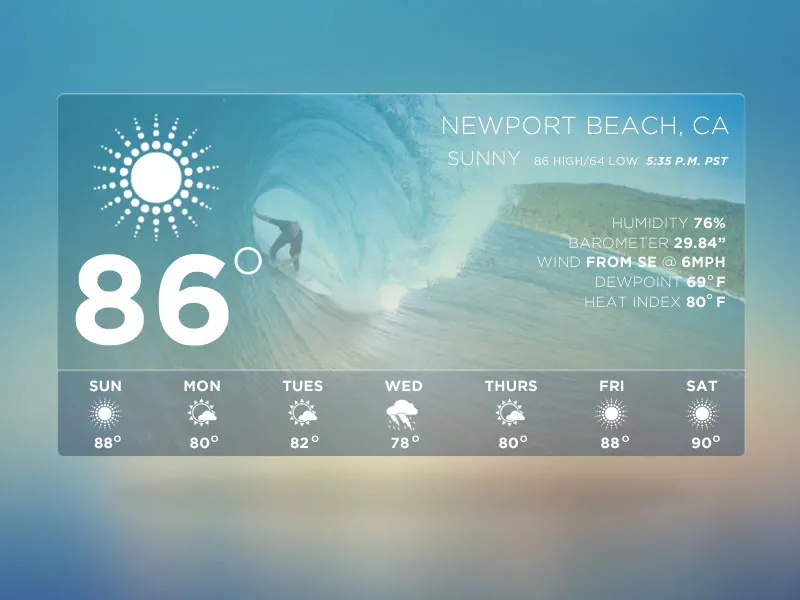 NEWPORT BEACH, CA
SUNNY 86 HIGH/64 LOW 5:35 P.M. PST
86°
HUMIDITY 76%
BAROMETER 29.84”
WIND FROM SE @ 6MPH
DEWPOINT 69°F
HEAT INDEX 80°F
SUN MON TUES WED THURS FRI SAT
88° 80° 82° 78° 80° 88° 90°